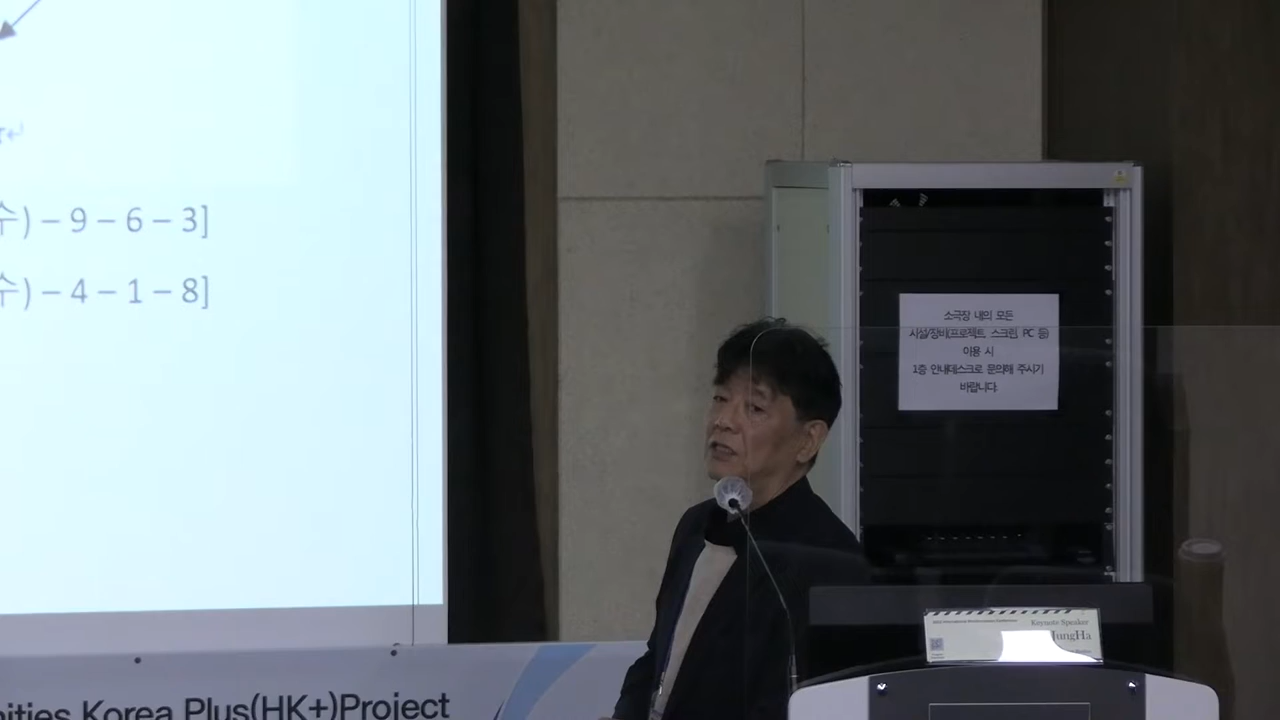 수) – 9 – 6 – 3]
수) – 4 – 1 – 8]
소극장 내의 모든
시설/장비(프로젝트, 스크린, PC 등)
이용 시
1층 안내데스크로 문의해 주시기
바랍니다.
Keynote Speaker
JungHa
ities Korea Plus(HK+)Project